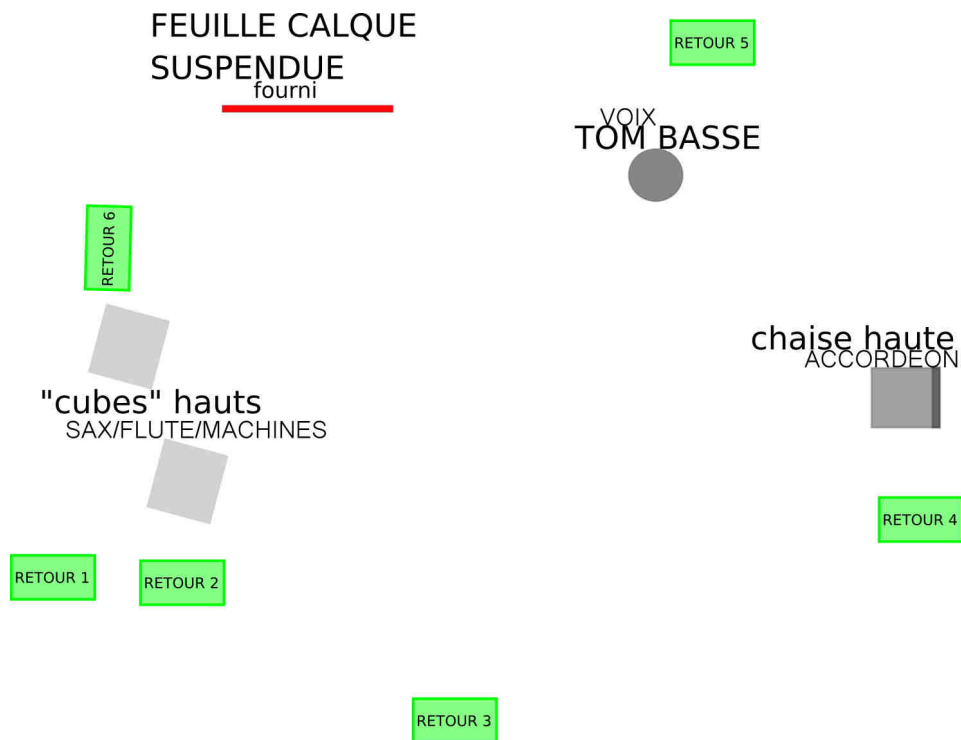 FEUILLE CALQUE
SUSPENDUE
fourni
RETOUR 5
VOIX
TOM BASSE
RETOUR 6
chaise haute
ACCORDEON
"cubes" hauts
SAX/FLUTE/MACHINES
RETOUR 4
RETOUR 1
RETOUR 2
RETOUR 3